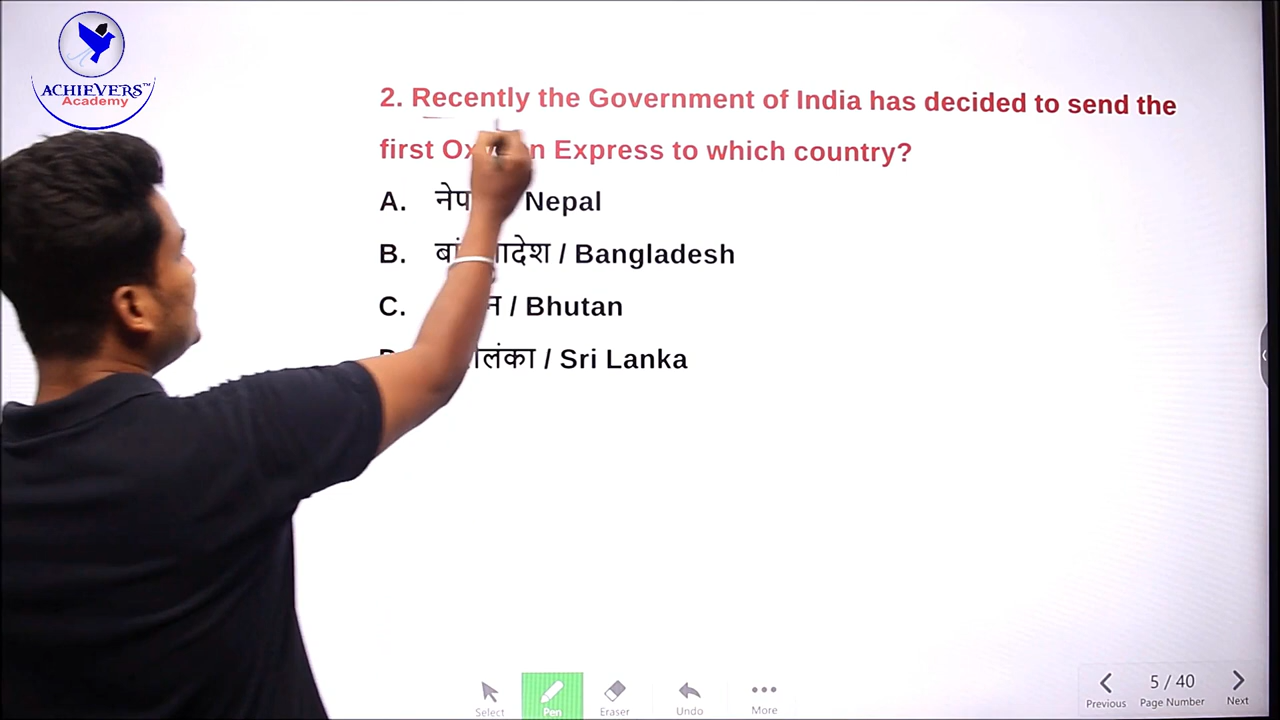 ACHIEVERS™
Academy
2. Recently the Government of India has decided to send the
first Express to which country?
A. / Nepal
B. / Bangladesh
C. / Bhutan
/ Sri Lanka
Select
Pen
Eraser
Undo
More
Previous
5 / 40
Page Number
Next